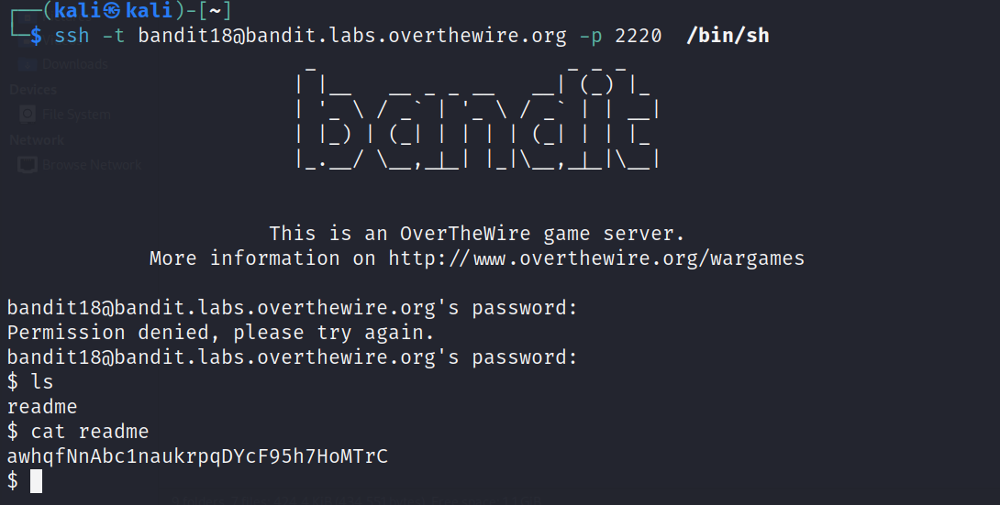 ┌──(kali㉿kali)-[~]
└─$ ssh -t bandit18@bandit.labs.overthewire.org -p 2220  /bin/sh
                         _                     _ _ _
                        | |__   __ _ _ __   __| (_) |_
                        | '_ \ / _` | '_ \ / _` | | __|
                        | |_) | (_| | | | | (_| | | |_
                        |_.__/ \__,_|_| |_|\__,_|_|\__|
This is an OverTheWire game server.
More information on http://www.overthewire.org/wargames
bandit18@bandit.labs.overthewire.org's password:
Permission denied, please try again.
bandit18@bandit.labs.overthewire.org's password:
$ ls
readme
$ cat readme
awhqfNnAbc1naukrpqDYcF95h7HoMTrC
$
Downloads
Devices
File System
Network
Browse Network